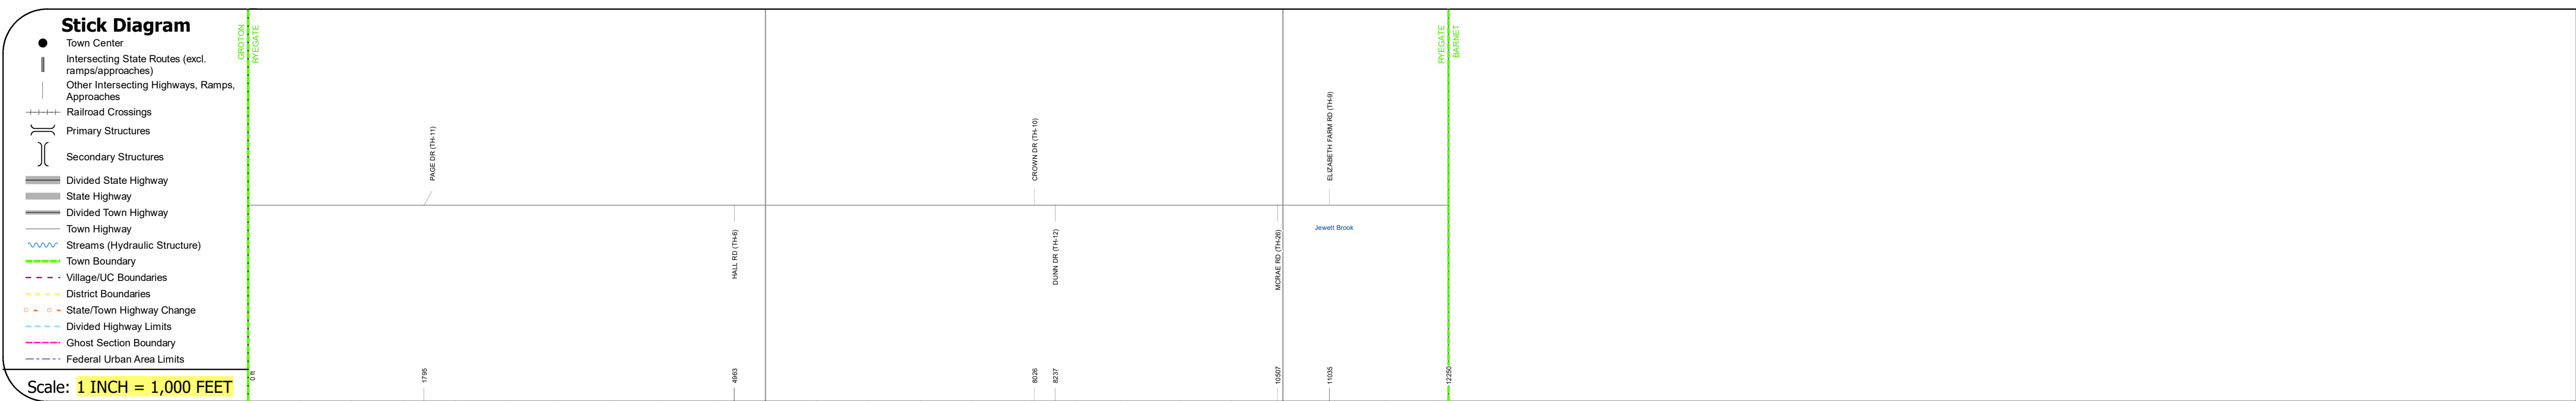 Stick Diagram
Town Center
Intersecting State Routes (excl.
ramps/approaches)
Other Intersecting Highways, Ramps,
Approaches
Railroad Crossings
Primary Structures
Secondary Structures
Divided State Highway
State Highway
Divided Town Highway
Town Highway
Streams (Hydraulic Structure)
Town Boundary
Village/UC Boundaries
District Boundaries
State/Town Highway Change
Divided Highway Limits
Ghost Section Boundary
Federal Urban Area Limits
Scale: 1 INCH = 1,000 FEET
GROTON
RYEGATE
PAGE DR (TH-11)
HALL RD (TH-6)
CROWN DR (TH-10)
DUNN DR (TH-12)
MCRAE RD (TH-26)
ELIZABETH FARM RD (TH-9)
Jewett Brook
RYEGATE
BARNET
0 ft
1795
4963
8026
8237
10507
11035
12250